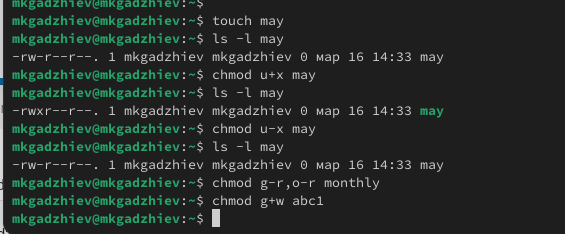 mkgadzhiev@mkgadzhiev:~$
mkgadzhiev@mkgadzhiev:~$ touch may
mkgadzhiev@mkgadzhiev:~$ ls -l may
-rw-r--r--. 1 mkgadzhiev mkgadzhiev 0 мар 16 14:33 may
mkgadzhiev@mkgadzhiev:~$ chmod u+x may
mkgadzhiev@mkgadzhiev:~$ ls -l may
-rwxr--r--. 1 mkgadzhiev mkgadzhiev 0 мар 16 14:33 may
mkgadzhiev@mkgadzhiev:~$ chmod u-x may
mkgadzhiev@mkgadzhiev:~$ ls -l may
-rw-r--r--. 1 mkgadzhiev mkgadzhiev 0 мар 16 14:33 may
mkgadzhiev@mkgadzhiev:~$ chmod g-r,o-r monthly
mkgadzhiev@mkgadzhiev:~$ chmod g+w abc1
mkgadzhiev@mkgadzhiev:~$